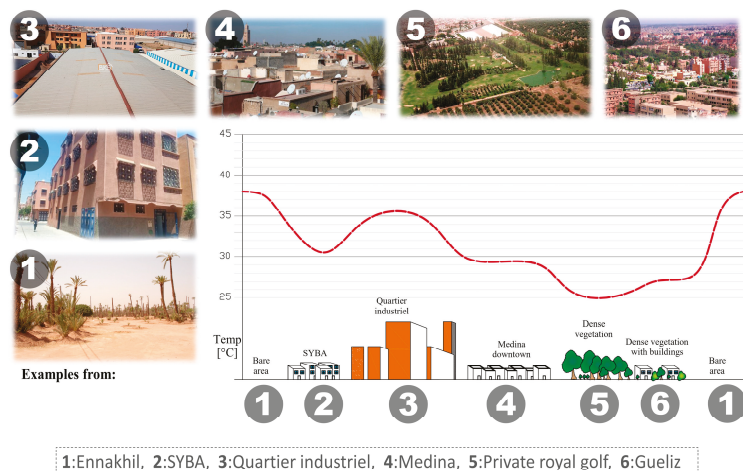 3
4
5
6
2
1
Examples from:
45
40
35
30
25
Temp
[°C]
Bare
area
SYBA
Quartier
industriel
Medina
downtown
Dense
vegetation
Dense vegetation
with buildings
Bare
area
1
2
3
4
5
6
1
1:Ennakhil, 2:SYBA, 3:Quartier industriel, 4:Medina, 5:Private royal golf, 6:Gueliz